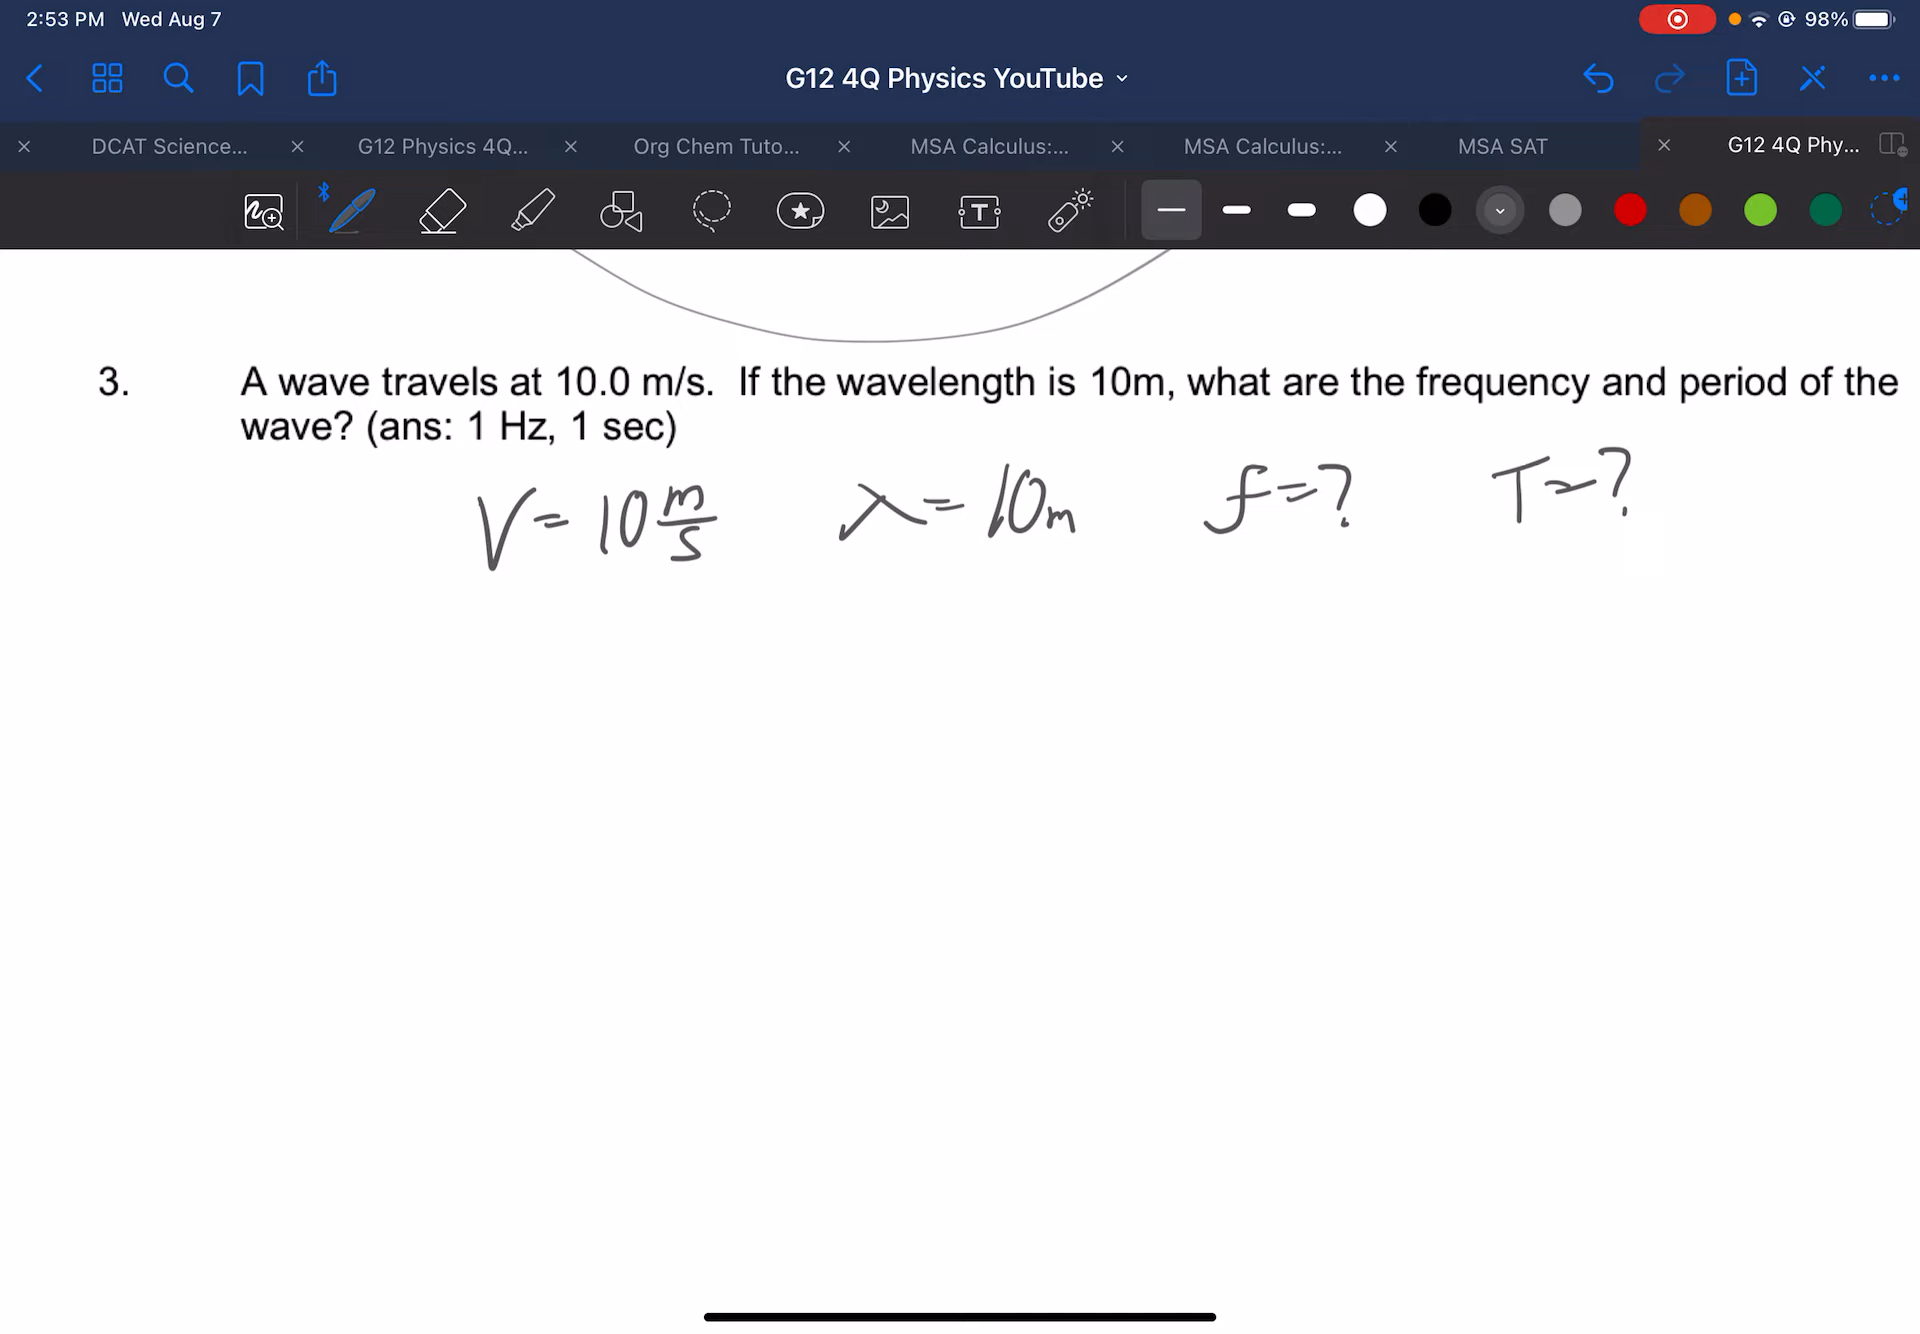 2:53 PM Wed Aug 7 98%
G12 4Q Physics YouTube
DCAT Science... G12 Physics 4Q... Org Chem Tuto... MSA Calculus:... MSA Calculus:... MSA SAT G12 4Q Phy...
3. A wave travels at 10.0 m/s. If the wavelength is 10m, what are the frequency and period of the
wave? (ans: 1 Hz, 1 sec)
V = 10 m/s λ = 10m f = ? T = ?